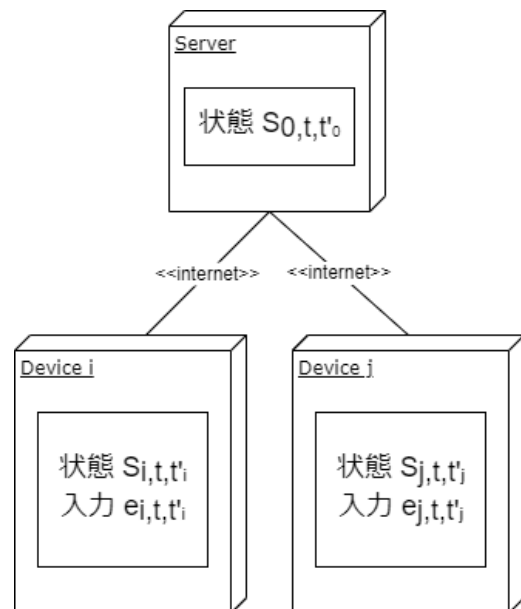 Server
状態 S0,t,t'0
<<internet>> <<internet>>
Device i
状態 Si,t,t'i
入力 ei,t,t'i
Device j
状態 Sj,t,t'j
入力 ej,t,t'j